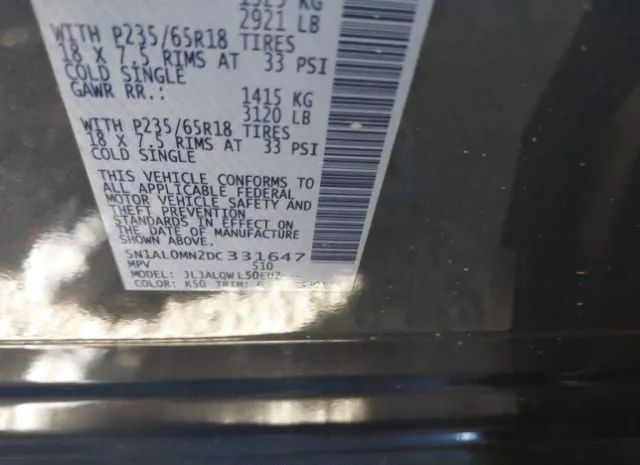 KG
2921 LB
WITH P235/65R18 TIRES
18 X 7.5 RIMS AT 33 PSI
COLD SINGLE
GAWR RR.: 1415 KG
3120 LB
WITH P235/65R18 TIRES
18 X 7.5 RIMS AT 33 PSI
COLD SINGLE
THIS VEHICLE CONFORMS TO
ALL APPLICABLE FEDERAL
MOTOR VEHICLE SAFETY AND
THEFT PREVENTION
STANDARDS IN EFFECT ON
THE DATE OF MANUFACTURE
SHOWN ABOVE.
5N1AL0MN2DC331647
MPV 510
MODEL:
COLOR: K50 TRIM: